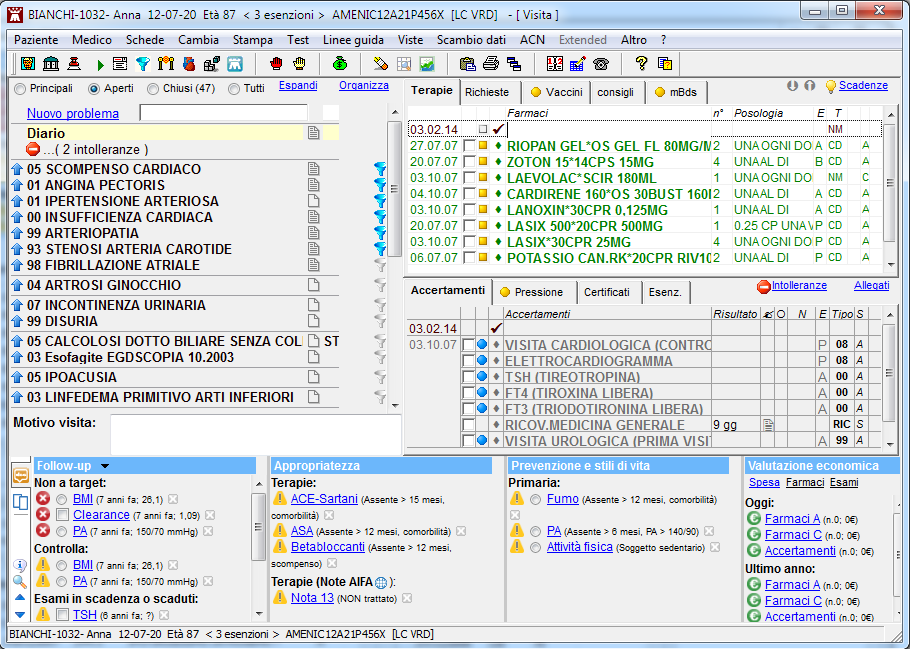 BIANCHI-1032- Anna 12-07-20 Età 87 < 3 esenzioni > AMENIC12A21P456X [LC VRD] - [ Visita ]
Paziente Medico Schede Cambia Stampa Test Linee guida Viste Scambio dati ACN Extended Altro ?
Principali Aperti Chiusi (47) Tutti Espandi Organizza
Nuovo problema
Diario
...( 2 intolleranze )
05 SCOMPENSO CARDIACO
01 ANGINA PECTORIS
01 IPERTENSIONE ARTERIOSA
00 INSUFFICIENZA CARDIACA
99 ARTERIOPATIA
93 STENOSI ARTERIA CAROTIDE
98 FIBRILLAZIONE ATRIALE
04 ARTROSI GINOCCHIO
07 INCONTINENZA URINARIA
99 DISURIA
05 CALCOLOSI DOTTO BILIARE SENZA COL ST
03 Esofagite EGDSCOPIA 10.2003
05 IPOACUSIA
03 LINFEDEMA PRIMITIVO ARTI INFERIORI
Motivo visita:
Terapie Richieste Vaccini consigli mBds Scadenze
Farmaci n° Posologia E T
03.02.14 NM
27.07.07 RIOPAN GEL*OS GEL FL 80MG/M 2 UNA OGNI DO A CD A
20.07.07 ZOTON 15*14CPS 15MG 4 UNA AL DI B CD A
03.10.07 LAEVOLAC*SCIR 180ML 1 UNA OGNI DO NM C
04.10.07 CARDIRENE 160*OS 30BUST 160 2 UNA AL DI A CD A
03.10.07 LANOXIN*30CPR 0,125MG 1 UNA AL DI A CD A
20.07.07 LASIX 500*20CPR 500MG 1 0.25 CP UNA V P CD A
03.10.07 LASIX*30CPR 25MG 4 UNA OGNI DO P CD A
06.07.07 POTASSIO CAN.RK*20CPR RIV10 2 UNA AL DI P CD A
Accertamenti Pressione Certificati Esenz. Intolleranze Allegati
Accertamenti Risultato O N E Tipo S
03.02.14
03.10.07 VISITA CARDIOLOGICA (CONTRO P 08 A
ELETTROCARDIOGRAMMA P 08 A
TSH (TIREOTROPINA) A 00 A
FT4 (TIROXINA LIBERA) A 00 A
FT3 (TRIODOTIRONINA LIBERA) A 00 A
RICOV.MEDICINA GENERALE 9 gg RIC S
VISITA UROLOGICA (PRIMA VISI A 99 A
Follow-up
Non a target:
BMI (7 anni fa; 26,1)
Clearance (7 anni fa; 1,09)
PA (7 anni fa; 150/70 mmHg)
Controlla:
BMI (7 anni fa; 26,1)
PA (7 anni fa; 150/70 mmHg)
Esami in scadenza o scaduti:
TSH (6 anni fa; ?)
Appropriatezza
Terapie:
ACE-Sartani (Assente > 15 mesi,
comorbilità)
ASA (Assente > 12 mesi, comorbilità)
Betabloccanti (Assente > 12 mesi,
scompenso)
Terapie (Note AIFA):
Nota 13 (NON trattato)
Prevenzione e stili di vita
Primaria:
Fumo (Assente > 12 mesi, comorbilità)
PA (Assente > 6 mesi, PA > 140/90)
Attività fisica (Soggetto sedentario)
Valutazione economica
Spesa Farmaci Esami
Oggi:
Farmaci A (n.0; 0€)
Farmaci C (n.0; 0€)
Accertamenti (n.0; 0€)
Ultimo anno:
Farmaci A (n.0; 0€)
Farmaci C (n.0; 0€)
Accertamenti (n.0; 0€)
BIANCHI-1032- Anna 12-07-20 Età 87 < 3 esenzioni > AMENIC12A21P456X [LC VRD]